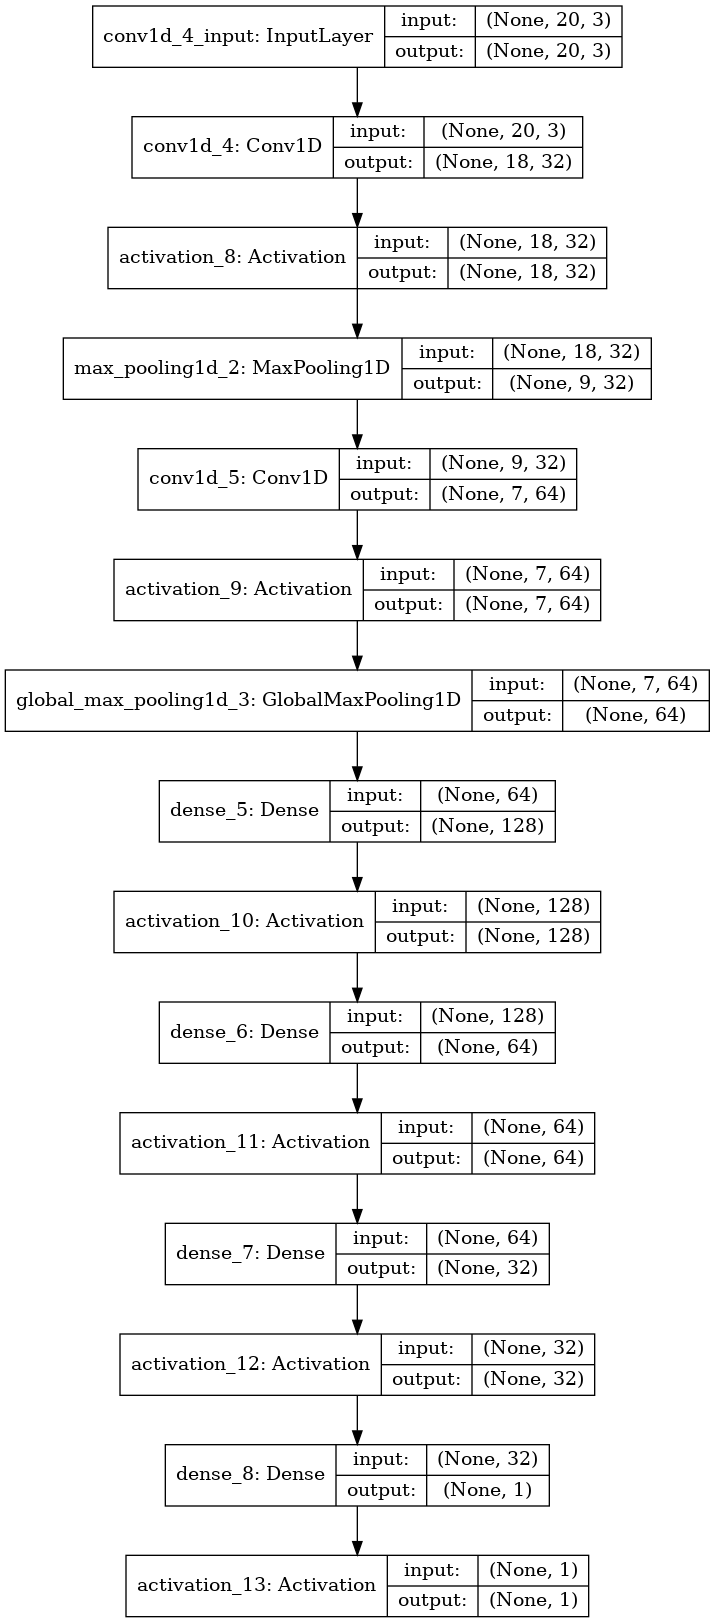 conv1d_4_input: InputLayer
input: (None, 20, 3)
output: (None, 20, 3)
conv1d_4: Conv1D
input: (None, 20, 3)
output: (None, 18, 32)
activation_8: Activation
input: (None, 18, 32)
output: (None, 18, 32)
max_pooling1d_2: MaxPooling1D
input: (None, 18, 32)
output: (None, 9, 32)
conv1d_5: Conv1D
input: (None, 9, 32)
output: (None, 7, 64)
activation_9: Activation
input: (None, 7, 64)
output: (None, 7, 64)
global_max_pooling1d_3: GlobalMaxPooling1D
input: (None, 7, 64)
output: (None, 64)
dense_5: Dense
input: (None, 64)
output: (None, 128)
activation_10: Activation
input: (None, 128)
output: (None, 128)
dense_6: Dense
input: (None, 128)
output: (None, 64)
activation_11: Activation
input: (None, 64)
output: (None, 64)
dense_7: Dense
input: (None, 64)
output: (None, 32)
activation_12: Activation
input: (None, 32)
output: (None, 32)
dense_8: Dense
input: (None, 32)
output: (None, 1)
activation_13: Activation
input: (None, 1)
output: (None, 1)